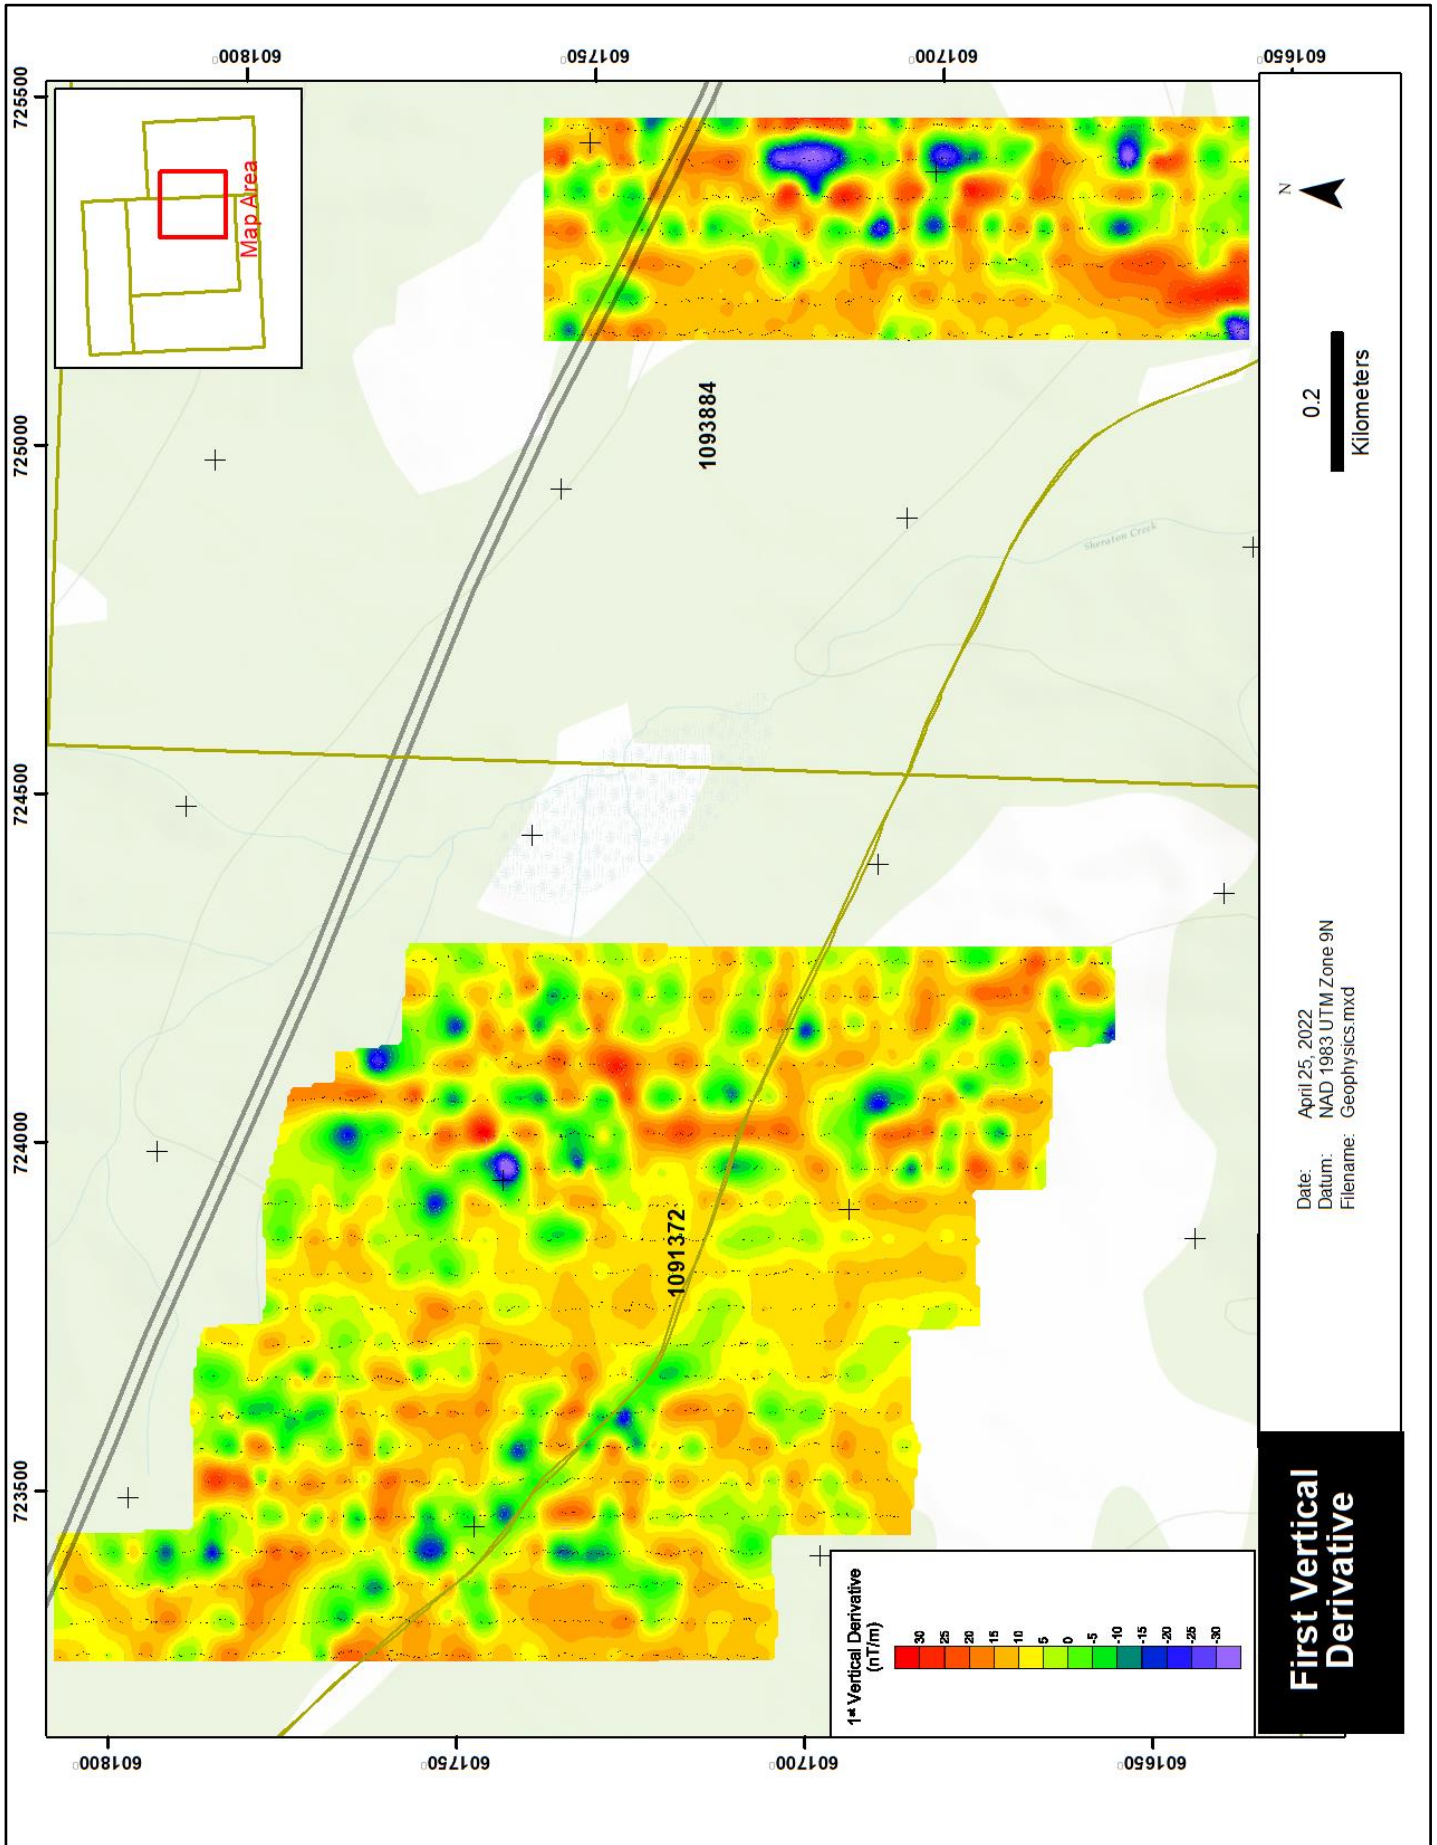 723500 724000 724500 725000 725500
6018000
6017500
6017000
6016500
6018000
6017500
6017000
6016500
Map Area
1091372
1093884
Sheraton Creek
1st Vertical Derivative
(nT/m)
30
25
20
15
10
5
0
-5
-10
-15
-20
-25
-30
First Vertical
Derivative
Date: April 25, 2022
Datum: NAD 1983 UTM Zone 9N
Filename: Geophysics.mxd
0.2
Kilometers
N